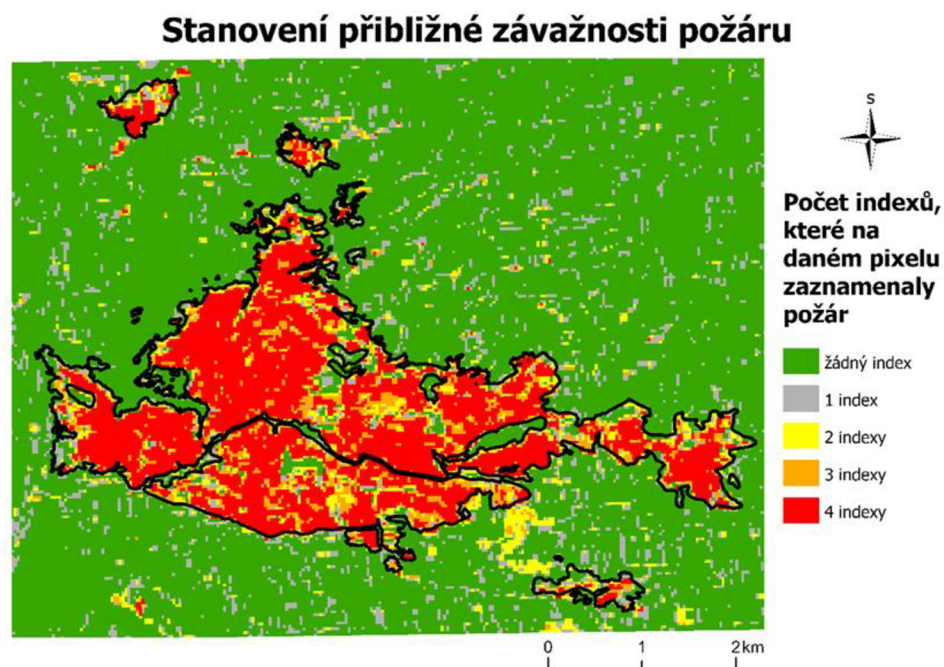 Stanovení přibližné závažnosti požáru
S
Počet indexů,
které na
daném pixelu
zaznamenaly
požár
žádný index
1 index
2 indexy
3 indexy
4 indexy
0 1 2km